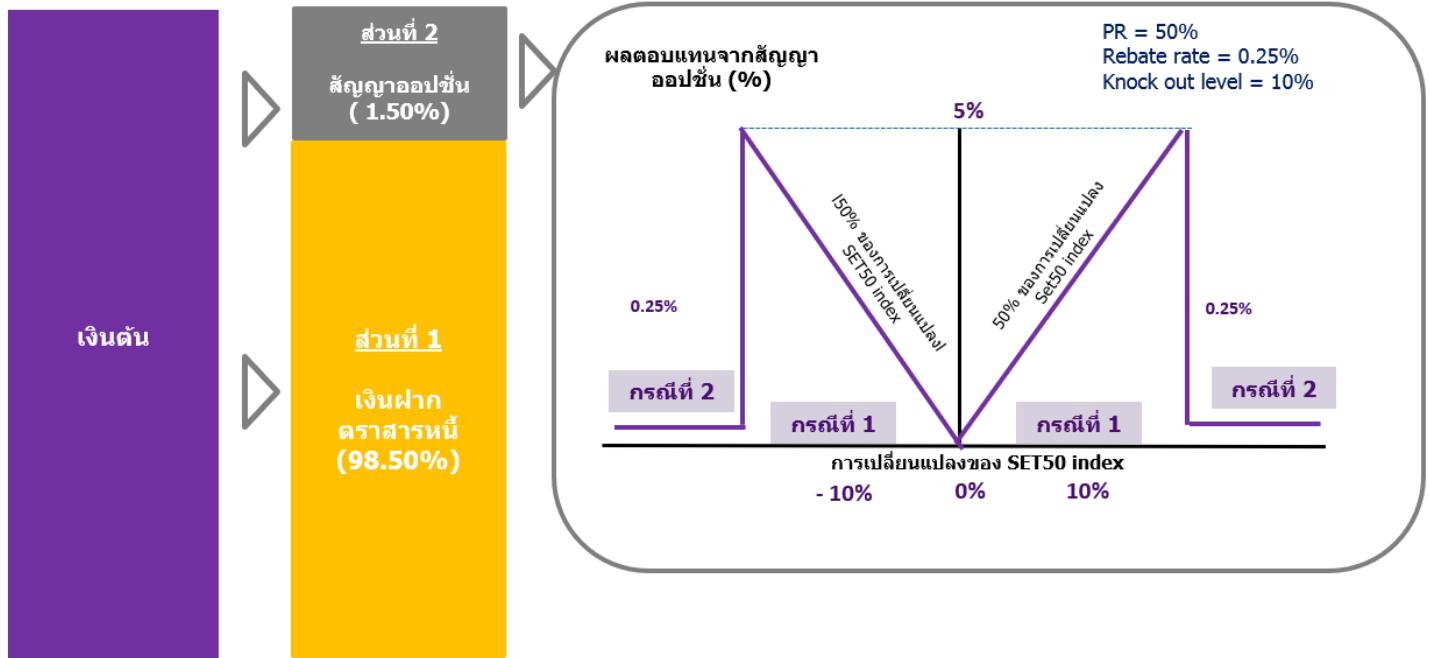 เงินต้น
ส่วนที่ 2
สัญญาออปชั่น
( 1.50%)
ส่วนที่ 1
เงินฝาก
ตราสารหนี้
(98.50%)
ผลตอบแทนจากสัญญา
ออปชั่น (%)
PR = 50%
Rebate rate = 0.25%
Knock out level = 10%
5%
|50% ของการเปลี่ยนแปลง|
SET50 index
50% ของการเปลี่ยนแปลง
Set50 index
0.25%
0.25%
กรณีที่ 2
กรณีที่ 1
กรณีที่ 1
กรณีที่ 2
การเปลี่ยนแปลงของ SET50 index
- 10%
0%
10%